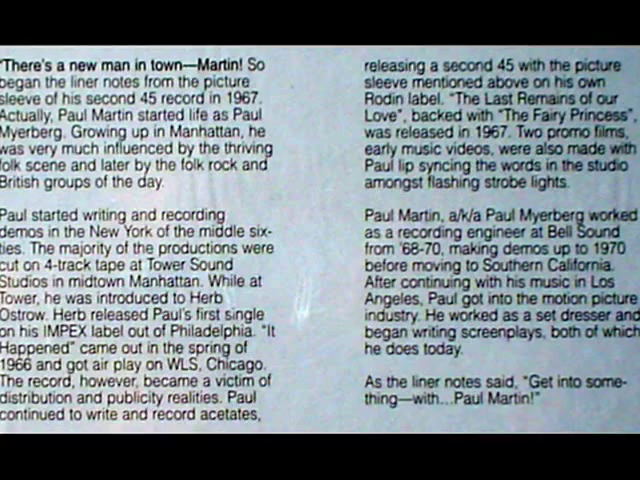 "There's a new man in town—Martin! So
began the liner notes from the picture
sleeve of his second 45 record in 1967.
Actually, Paul Martin started life as Paul
Myerberg. Growing up in Manhattan, he
was very much influenced by the thriving
folk scene and later by the folk rock and
British groups of the day.
Paul started writing and recording
demos in the New York of the middle six-
ties. The majority of the productions were
cut on 4-track tape at Tower Sound
Studios in midtown Manhattan. While at
Tower, he was introduced to Herb
Ostrow. Herb released Paul's first single
on his IMPEX label out of Philadelphia. "It
Happened" came out in the spring of
1966 and got air play on WLS, Chicago.
The record, however, became a victim of
distribution and publicity realities. Paul
continued to write and record acetates,
releasing a second 45 with the picture
sleeve mentioned above on his own
Rodin label. "The Last Remains of our
Love", backed with "The Fairy Princess",
was released in 1967. Two promo films,
early music videos, were also made with
Paul lip syncing the words in the studio
amongst flashing strobe lights.
Paul Martin, a/k/a Paul Myerberg worked
as a recording engineer at Bell Sound
from '68-70, making demos up to 1970
before moving to Southern California.
After continuing with his music in Los
Angeles, Paul got into the motion picture
industry. He worked as a set dresser and
began writing screenplays, both of which
he does today.
As the liner notes said, "Get into some-
thing—with...Paul Martin!"